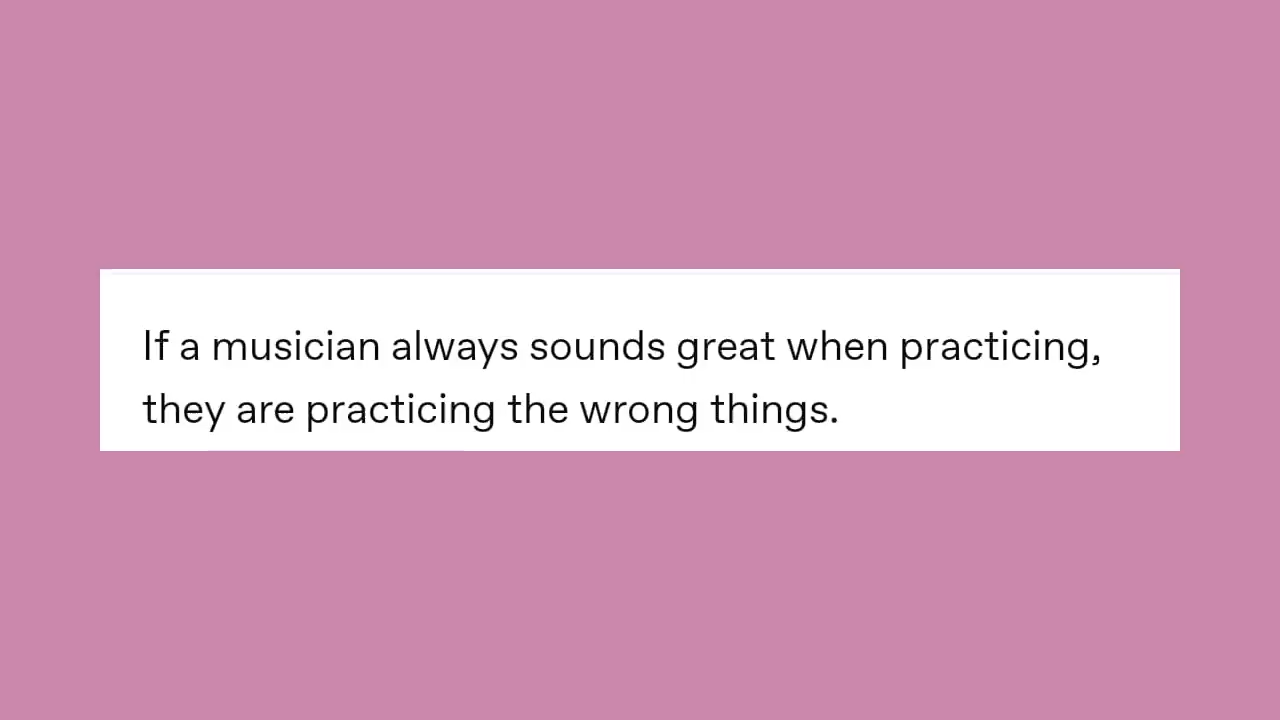 If a musician always sounds great when practicing,
they are practicing the wrong things.